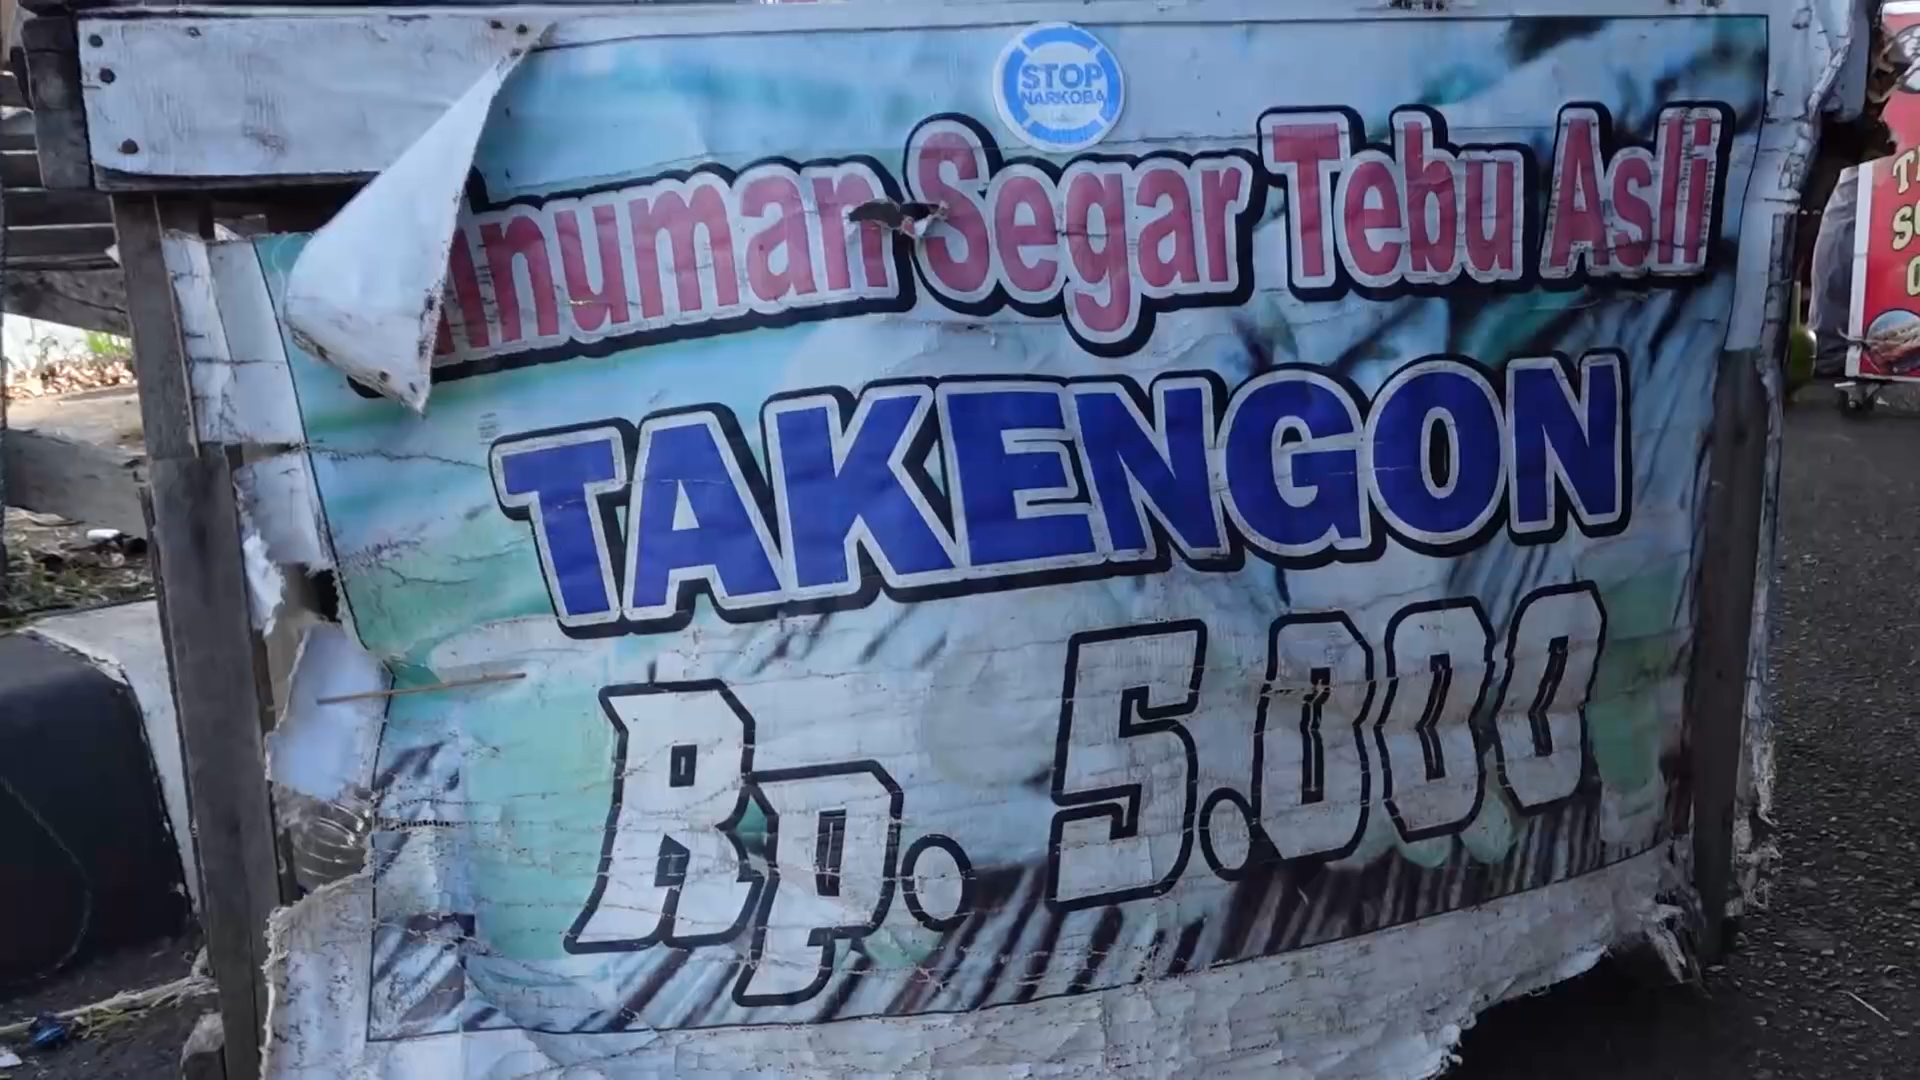 STOP
NARKOBA
inuman Segar Tebu Asli
TAKENGON
Rp. 5.000